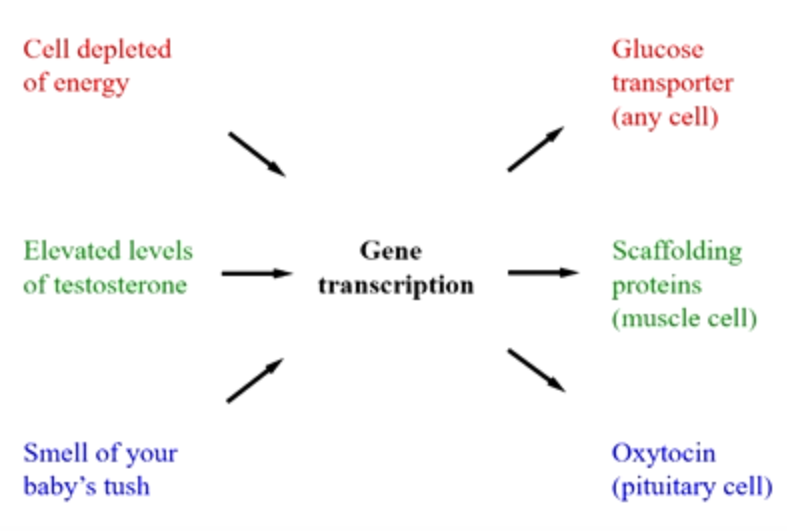 Cell depleted
of energy
Glucose
transporter
(any cell)
Elevated levels
of testosterone
Gene
transcription
Scaffolding
proteins
(muscle cell)
Smell of your
baby's tush
Oxytocin
(pituitary cell)